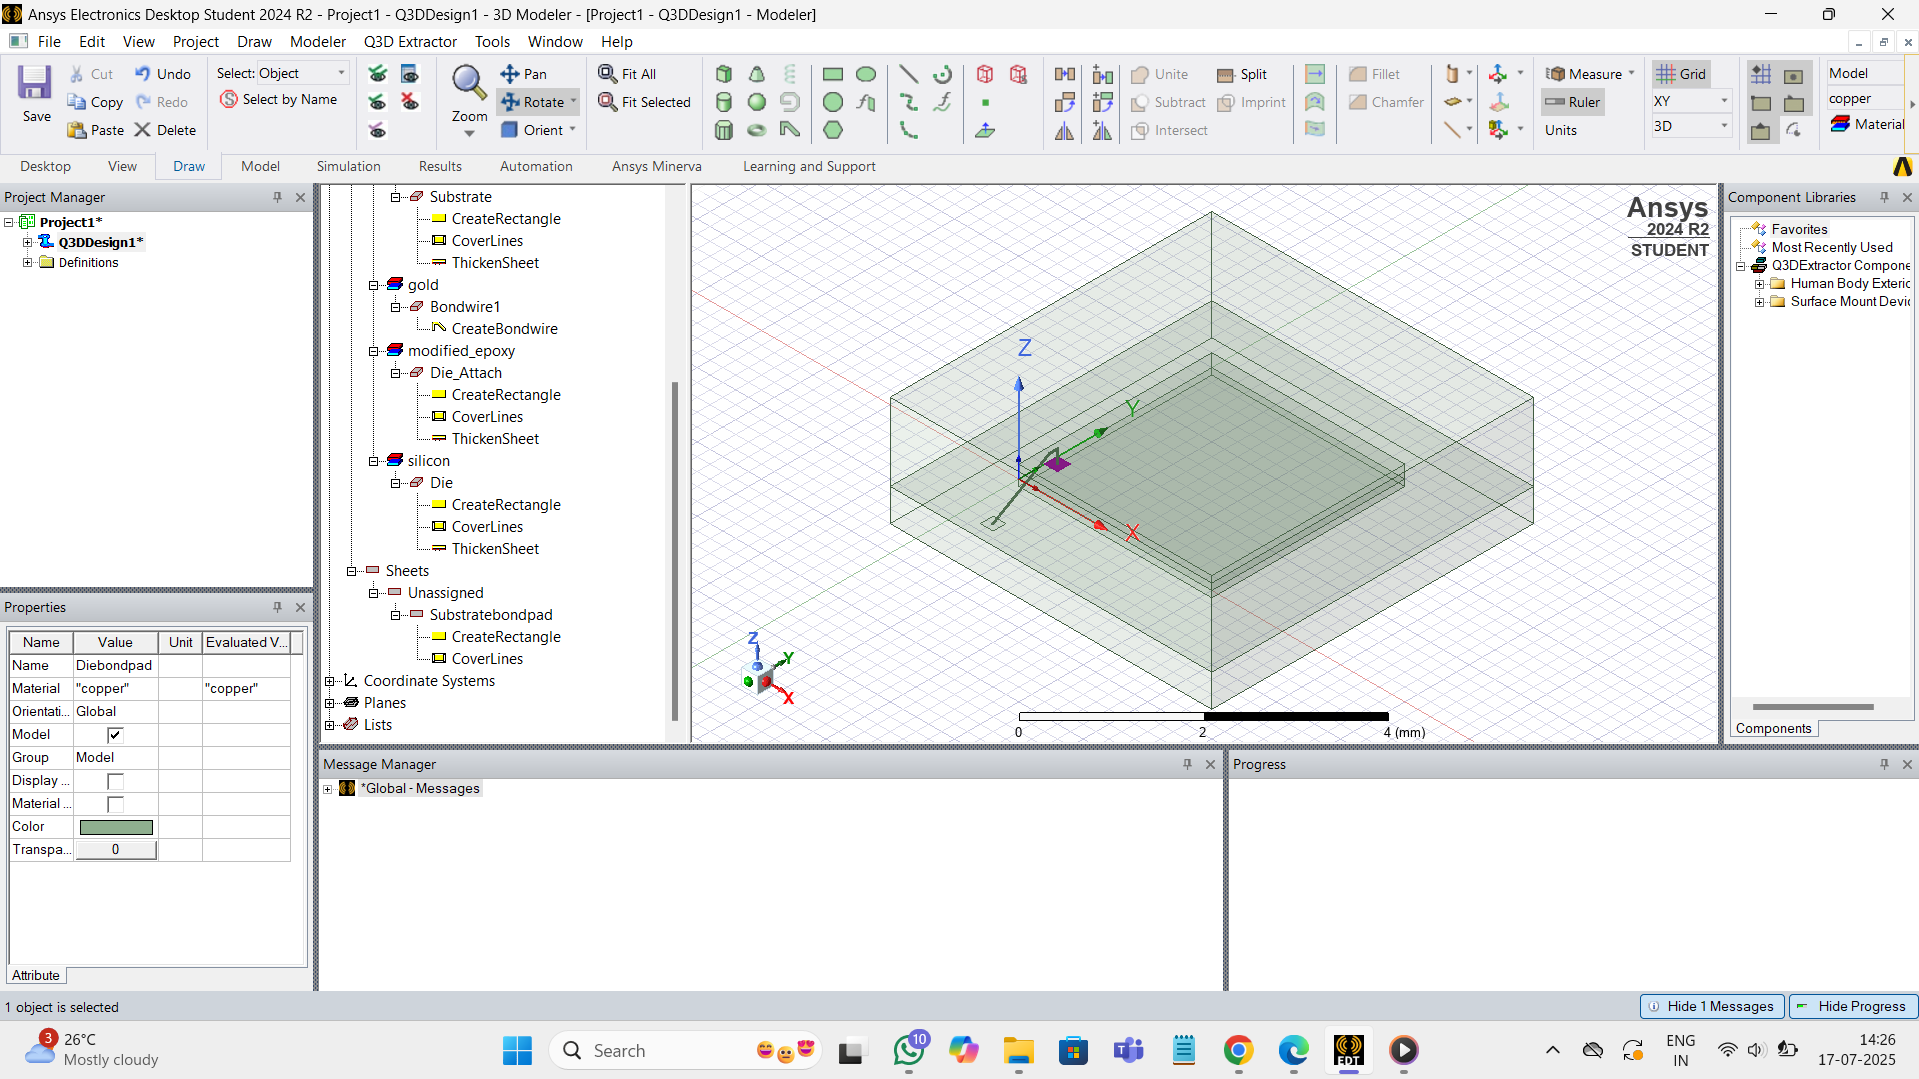 Ansys Electronics Desktop Student 2024 R2 - Project1 - Q3DDesign1 - 3D Modeler - [Project1 - Q3DDesign1 - Modeler]
File Edit View Project Draw Modeler Q3D Extractor Tools Window Help
Save
Cut
Copy
Paste
Undo
Redo
Delete
Select: Object
Select by Name
Zoom
Pan
Rotate
Orient
Fit All
Fit Selected
Unite
Subtract
Intersect
Split
Imprint
Fillet
Chamfer
Measure
Ruler
Units
Grid
XY
3D
Model
copper
Material
Desktop View Draw Model Simulation Results Automation Ansys Minerva Learning and Support
Project Manager
Project1*
Q3DDesign1*
Definitions
Properties
Name Value Unit Evaluated V...
Name Diebondpad
Material "copper" "copper"
Orientati... Global
Model
Group Model
Display ...
Material ...
Color
Transpa... 0
Attribute
Substrate
CreateRectangle
CoverLines
ThickenSheet
gold
Bondwire1
CreateBondwire
modified_epoxy
Die_Attach
CreateRectangle
CoverLines
ThickenSheet
silicon
Die
CreateRectangle
CoverLines
ThickenSheet
Sheets
Unassigned
Substratebondpad
CreateRectangle
CoverLines
Coordinate Systems
Planes
Lists
Ansys
2024 R2
STUDENT
Z
Y
X
Z
Y
X
0 2 4 (mm)
Component Libraries
Favorites
Most Recently Used
Q3DExtractor Compone
Human Body Exteric
Surface Mount Devi
Components
Message Manager
*Global - Messages
Progress
1 object is selected
Hide 1 Messages
Hide Progress
3
26°C
Mostly cloudy
Search
10
EDT
ENG
IN
14:26
17-07-2025